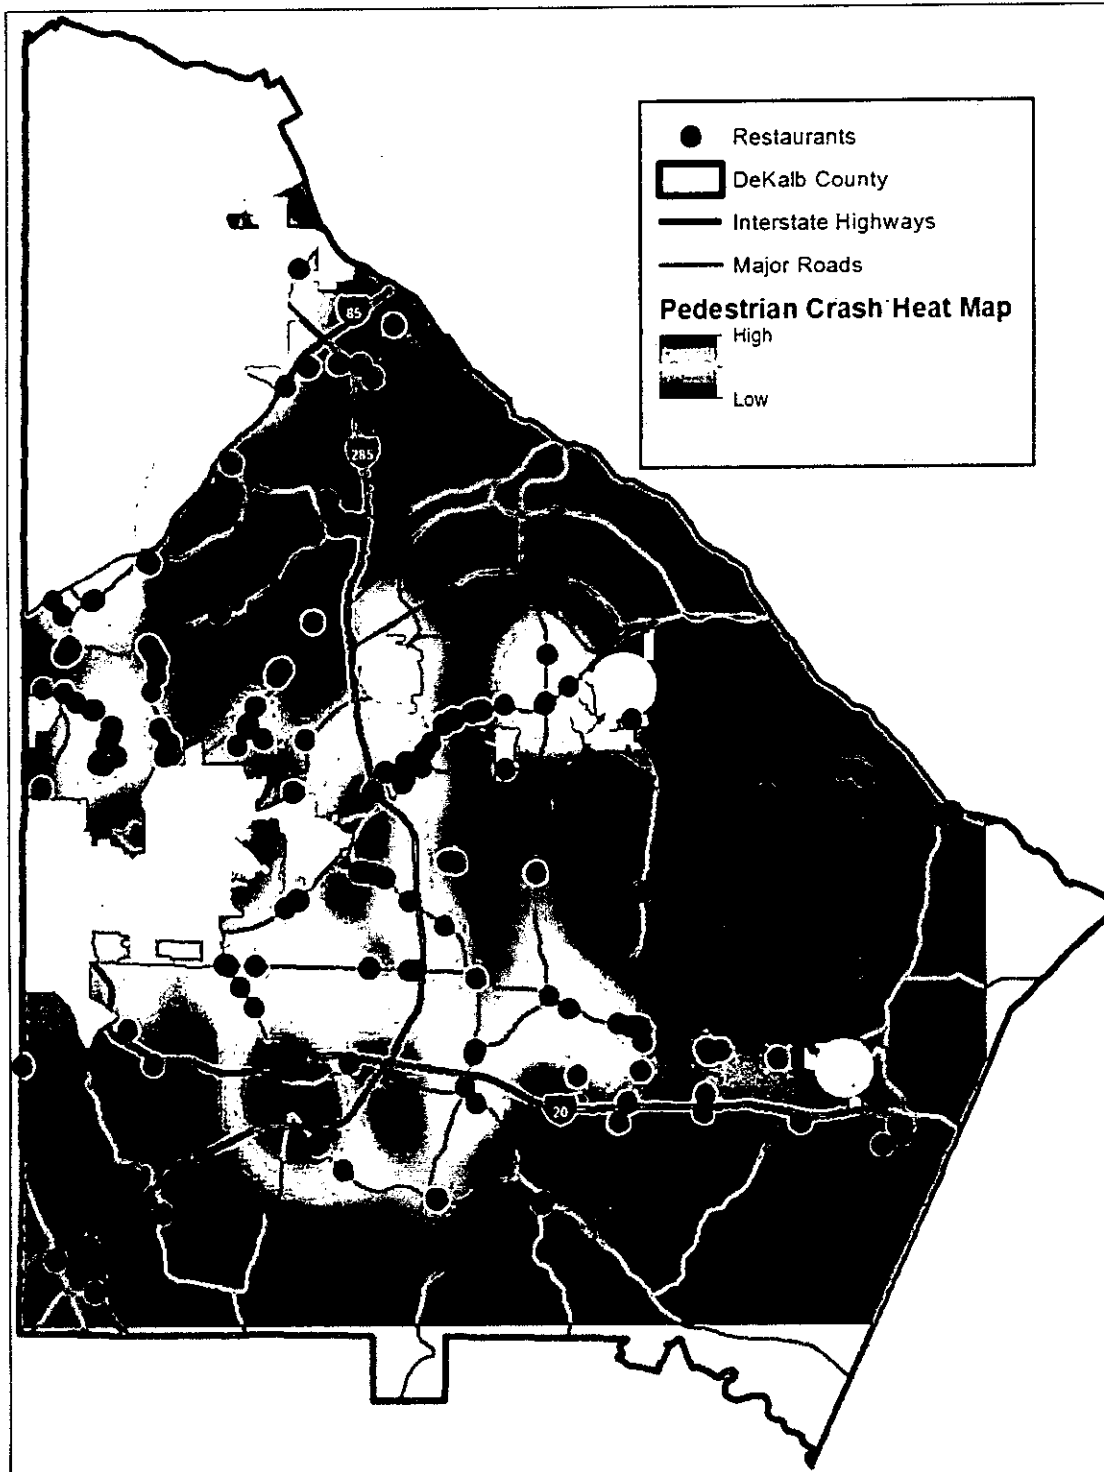 Restaurants
DeKalb County
Interstate Highways
Major Roads
Pedestrian Crash Heat Map
High
Low
85
285
20